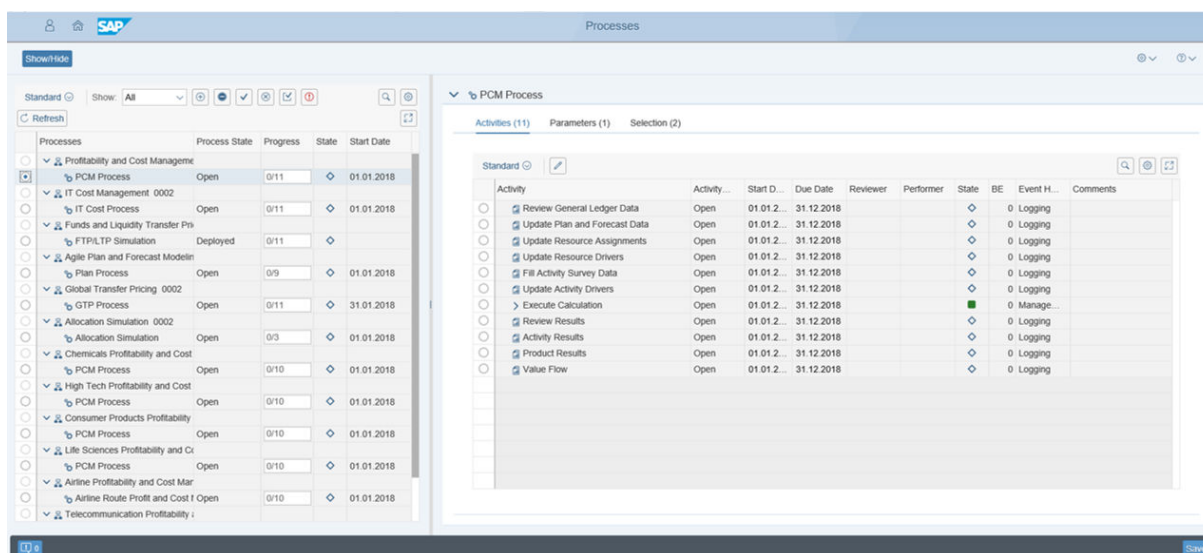 SAP Processes
Show/Hide
Standard Show: All
Refresh
Processes Process State Progress State Start Date
Profitability and Cost Manageme
PCM Process Open 0/11 01.01.2018
IT Cost Management 0002
IT Cost Process Open 0/11 01.01.2018
Funds and Liquidity Transfer Pri
FTP/LTP Simulation Deployed 0/11
Agile Plan and Forecast Modelin
Plan Process Open 0/9 01.01.2018
Global Transfer Pricing 0002
GTP Process Open 0/11 31.01.2018
Allocation Simulation 0002
Allocation Simulation Open 0/3 01.01.2018
Chemicals Profitability and Cost
PCM Process Open 0/10 01.01.2018
High Tech Profitability and Cost
PCM Process Open 0/10 01.01.2018
Consumer Products Profitability
PCM Process Open 0/10 01.01.2018
Life Sciences Profitability and Co
PCM Process Open 0/10 01.01.2018
Airline Profitability and Cost Mar
Airline Route Profit and Cost Open 0/10 01.01.2018
Telecommunication Profitability
PCM Process
Activities (11) Parameters (1) Selection (2)
Standard
Activity Activity... Start D... Due Date Reviewer Performer State BE Event H... Comments
Review General Ledger Data Open 01.01.2... 31.12.2018 0 Logging
Update Plan and Forecast Data Open 01.01.2... 31.12.2018 0 Logging
Update Resource Assignments Open 01.01.2... 31.12.2018 0 Logging
Update Resource Drivers Open 01.01.2... 31.12.2018 0 Logging
Fill Activity Survey Data Open 01.01.2... 31.12.2018 0 Logging
Update Activity Drivers Open 01.01.2... 31.12.2018 0 Logging
Execute Calculation Open 01.01.2... 31.12.2018 0 Manage...
Review Results Open 01.01.2... 31.12.2018 0 Logging
Activity Results Open 01.01.2... 31.12.2018 0 Logging
Product Results Open 01.01.2... 31.12.2018 0 Logging
Value Flow Open 01.01.2... 31.12.2018 0 Logging
0 Save